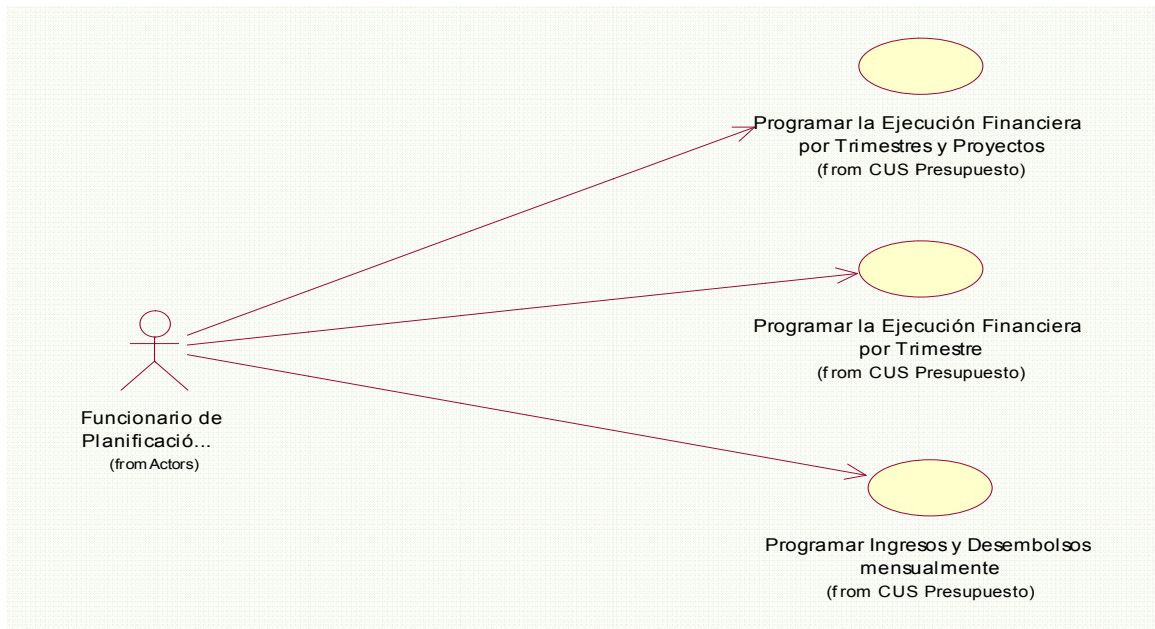 Programar la Ejecución Financiera
por Trimestres y Proyectos
(from CUS Presupuesto)
Programar la Ejecución Financiera
por Trimestre
(from CUS Presupuesto)
Funcionario de
Planificació...
(from Actors)
Programar Ingresos y Desembolsos
mensualmente
(from CUS Presupuesto)